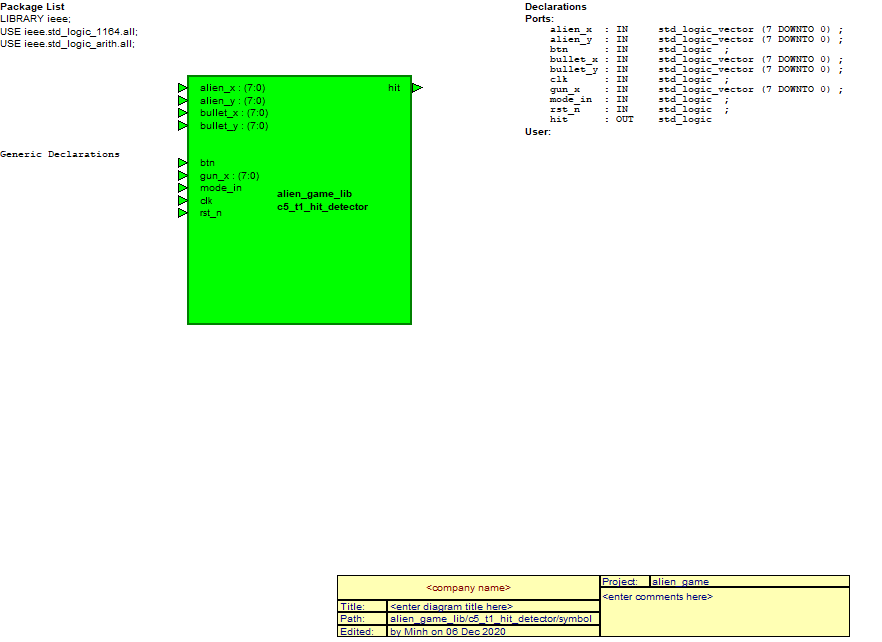 Package List
LIBRARY ieee;
USE ieee.std_logic_1164.all;
USE ieee.std_logic_arith.all;
Declarations
Ports:
alien_x : IN std_logic_vector (7 DOWNTO 0) ;
alien_y : IN std_logic_vector (7 DOWNTO 0) ;
btn : IN std_logic ;
bullet_x : IN std_logic_vector (7 DOWNTO 0) ;
bullet_y : IN std_logic_vector (7 DOWNTO 0) ;
clk : IN std_logic ;
gun_x : IN std_logic_vector (7 DOWNTO 0) ;
mode_in : IN std_logic ;
rst_n : IN std_logic ;
hit : OUT std_logic
User:
alien_x : (7:0) hit
alien_y : (7:0)
bullet_x : (7:0)
bullet_y : (7:0)
Generic Declarations
btn
gun_x : (7:0)
mode_in
clk
rst_n
alien_game_lib
c5_t1_hit_detector
<company name>
Title: <enter diagram title here>
Path: alien_game_lib/c5_t1_hit_detector/symbol
Edited: by Minh on 06 Dec 2020
Project: alien_game
<enter comments here>